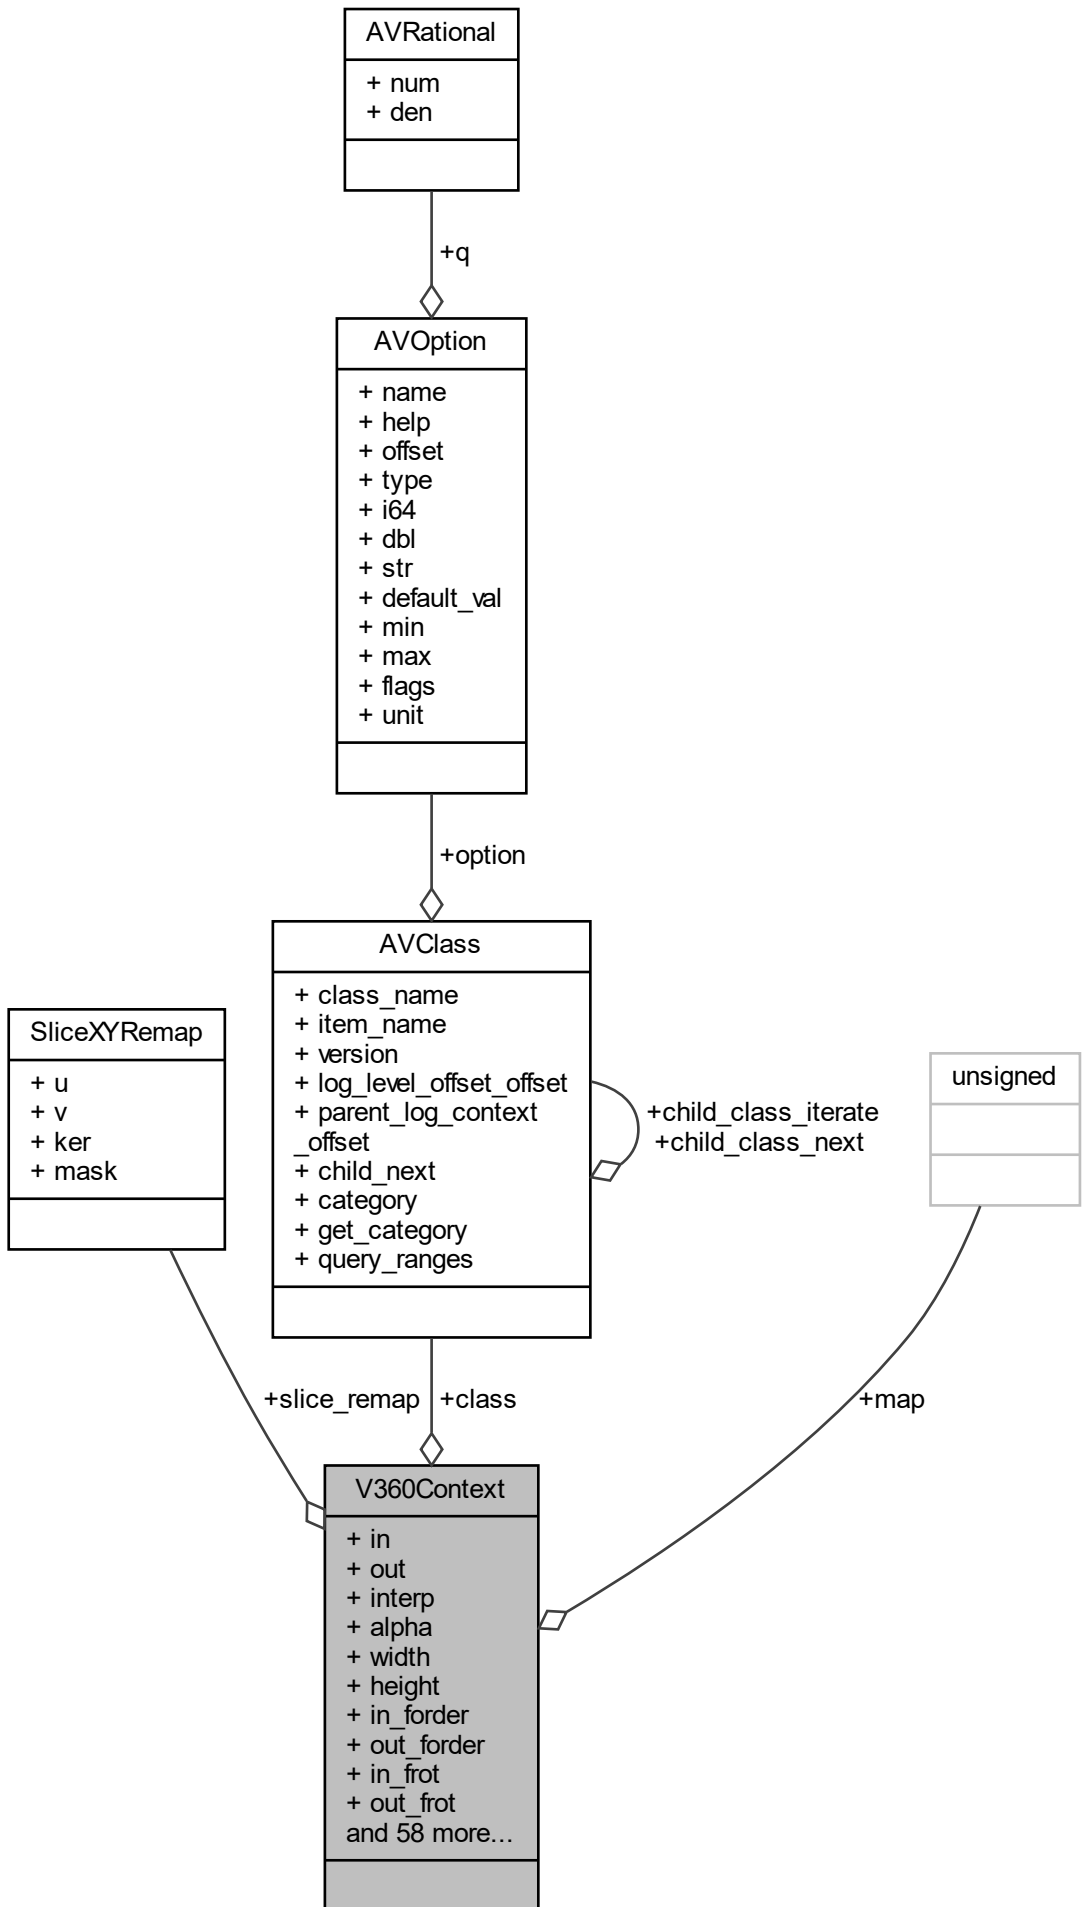 AVRational
+ num
+ den
+q
AVOption
+ name
+ help
+ offset
+ type
+ i64
+ dbl
+ str
+ default_val
+ min
+ max
+ flags
+ unit
+option
AVClass
+ class_name
+ item_name
+ version
+ log_level_offset_offset
+ parent_log_context
_offset
+ child_next
+ category
+ get_category
+ query_ranges
+child_class_iterate
+child_class_next
SliceXYRemap
+ u
+ v
+ ker
+ mask
unsigned
+slice_remap
+class
+map
V360Context
+ in
+ out
+ interp
+ alpha
+ width
+ height
+ in_forder
+ out_forder
+ in_frot
+ out_frot
and 58 more...